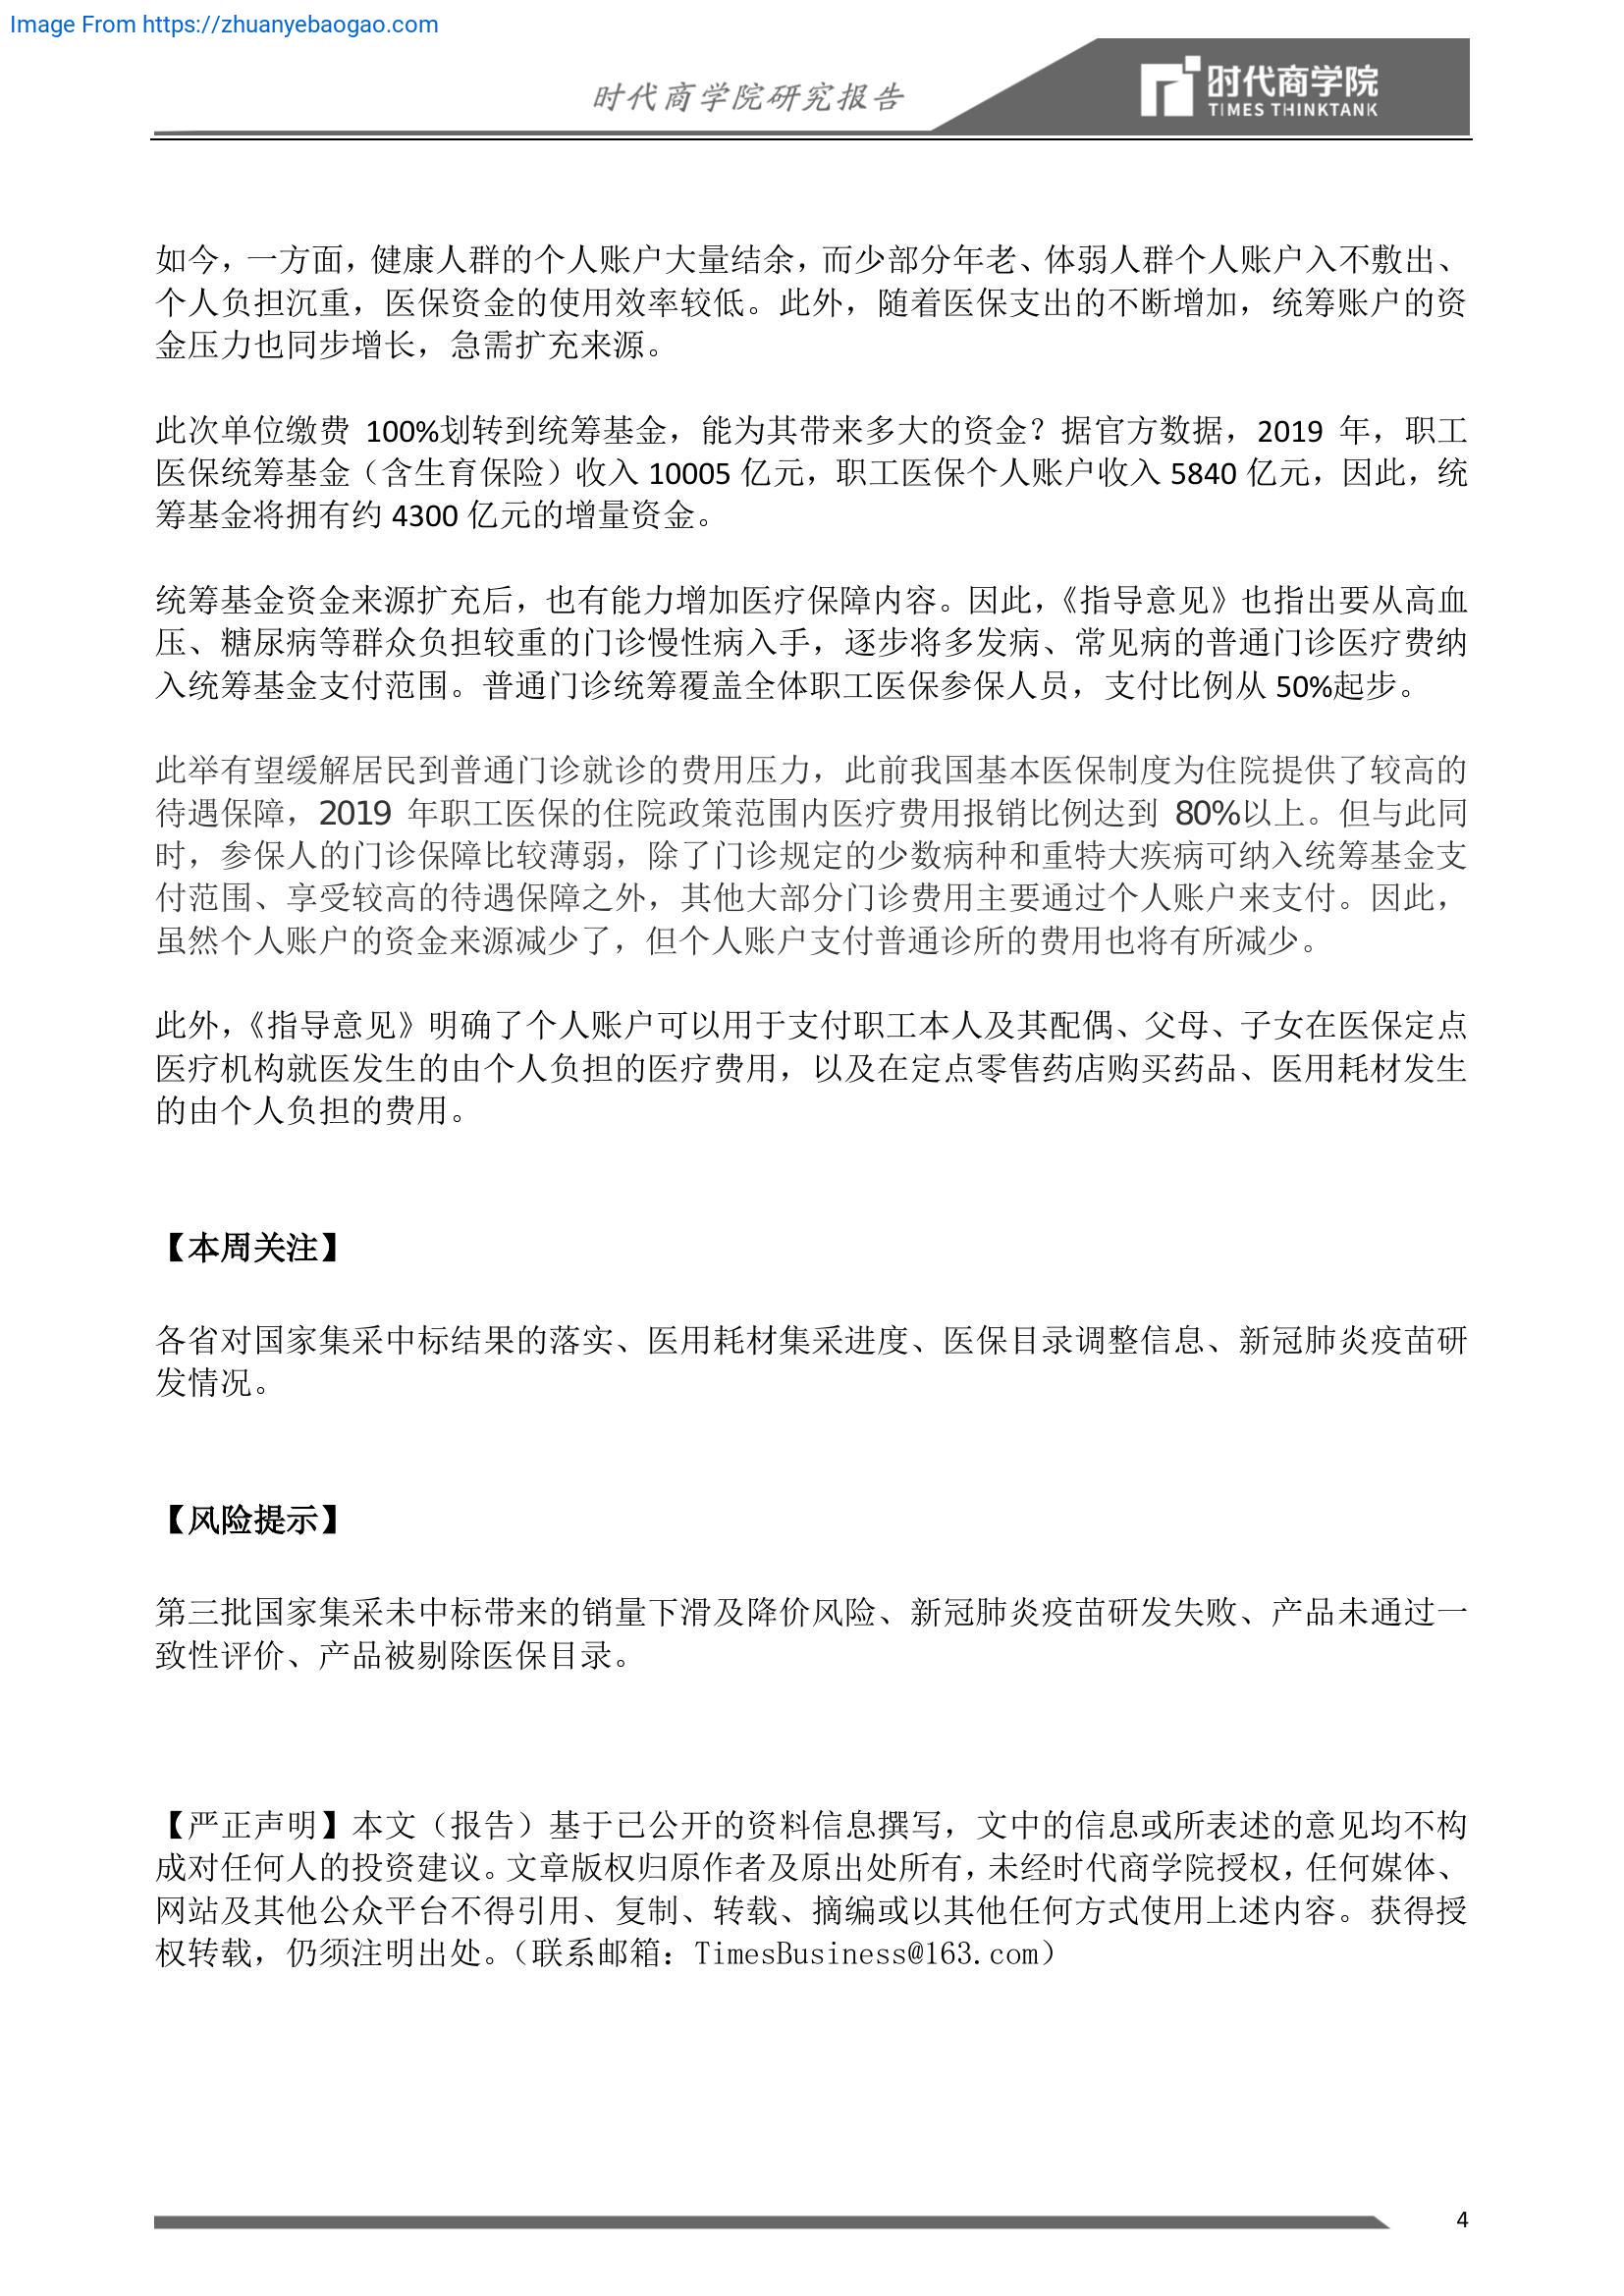 Image From https://zhuanyebaogao.com
时代商学院研究报告
时代商学院
TIMES THINKTANK
如今，一方面，健康人群的个人账户大量结余，而少部分年老、体弱人群个人账户入不敷出、
个人负担沉重，医保资金的使用效率较低。此外，随着医保支出的不断增加，统筹账户的资
金压力也同步增长，急需扩充来源。
此次单位缴费 100%划转到统筹基金，能为其带来多大的资金？据官方数据，2019 年，职工
医保统筹基金（含生育保险）收入 10005 亿元，职工医保个人账户收入 5840 亿元，因此，统
筹基金将拥有约 4300 亿元的增量资金。
统筹基金资金来源扩充后，也有能力增加医疗保障内容。因此，《指导意见》也指出要从高血
压、糖尿病等群众负担较重的门诊慢性病入手，逐步将多发病、常见病的普通门诊医疗费纳
入统筹基金支付范围。普通门诊统筹覆盖全体职工医保参保人员，支付比例从 50%起步。
此举有望缓解居民到普通门诊就诊的费用压力，此前我国基本医保制度为住院提供了较高的
待遇保障，2019 年职工医保的住院政策范围内医疗费用报销比例达到 80%以上。但与此同
时，参保人的门诊保障比较薄弱，除了门诊规定的少数病种和重特大疾病可纳入统筹基金支
付范围、享受较高的待遇保障之外，其他大部分门诊费用主要通过个人账户来支付。因此，
虽然个人账户的资金来源减少了，但个人账户支付普通诊所的费用也将有所减少。
此外，《指导意见》明确了个人账户可以用于支付职工本人及其配偶、父母、子女在医保定点
医疗机构就医发生的由个人负担的医疗费用，以及在定点零售药店购买药品、医用耗材发生
的由个人负担的费用。
【本周关注】
各省对国家集采中标结果的落实、医用耗材集采进度、医保目录调整信息、新冠肺炎疫苗研
发情况。
【风险提示】
第三批国家集采未中标带来的销量下滑及降价风险、新冠肺炎疫苗研发失败、产品未通过一
致性评价、产品被剔除医保目录。
【严正声明】本文（报告）基于已公开的资料信息撰写，文中的信息或所表述的意见均不构
成对任何人的投资建议。文章版权归原作者及原出处所有，未经时代商学院授权，任何媒体、
网站及其他公众平台不得引用、复制、转载、摘编或以其他任何方式使用上述内容。获得授
权转载，仍须注明出处。（联系邮箱：TimesBusiness@163.com）
4